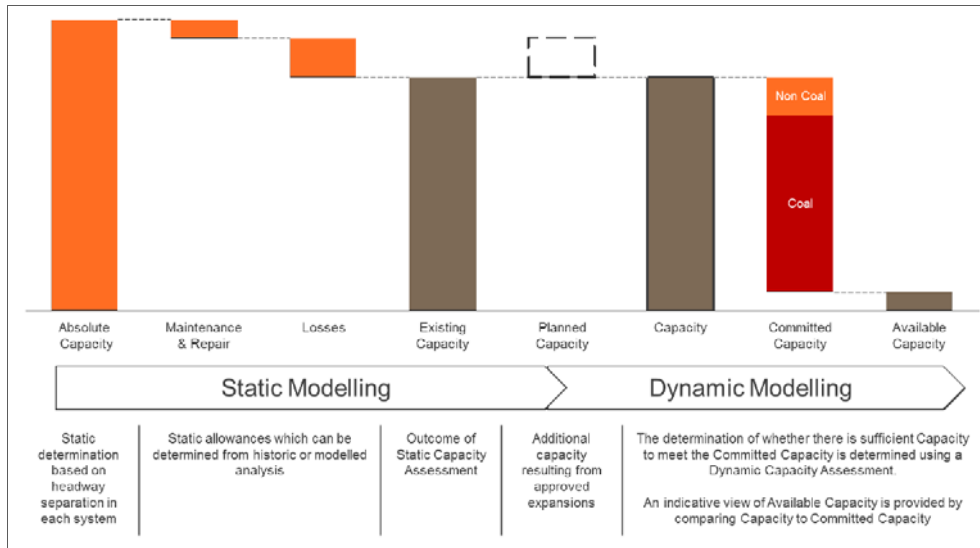 Non Coal
Coal
Absolute
Capacity
Maintenance
& Repair
Losses
Existing
Capacity
Planned
Capacity
Capacity
Committed
Capacity
Available
Capacity
Static Modelling
Dynamic Modelling
Static
determination
based on
headway
separation in
each system
Static allowances which can be
determined from historic or modelled
analysis
Outcome of
Static Capacity
Assessment
Additional
capacity
resulting from
approved
expansions
The determination of whether there is sufficient Capacity
to meet the Committed Capacity is determined using a
Dynamic Capacity Assessment.
An indicative view of Available Capacity is provided by
comparing Capacity to Committed Capacity